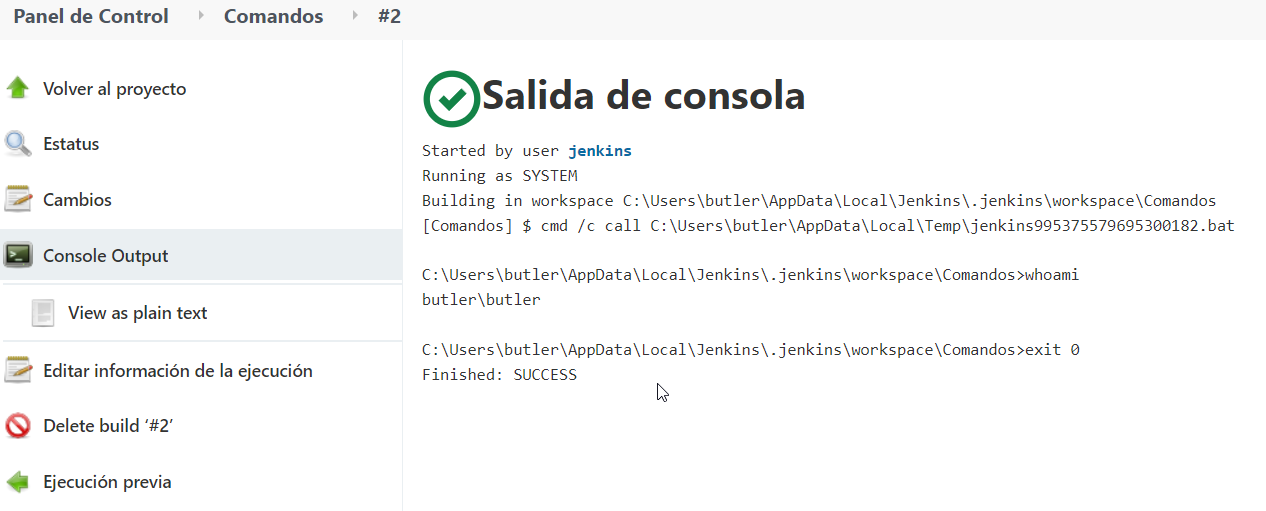 Panel de Control > Comandos > #2
Volver al proyecto
Estatus
Cambios
Console Output
View as plain text
Editar información de la ejecución
Delete build ‘#2’
Ejecución previa
Salida de consola
Started by user jenkins
Running as SYSTEM
Building in workspace C:\Users\butler\AppData\Local\Jenkins\.jenkins\workspace\Comandos
[Comandos] $ cmd /c call C:\Users\butler\AppData\Local\Temp\jenkins995375579695300182.bat
C:\Users\butler\AppData\Local\Jenkins\.jenkins\workspace\Comandos>whoami
butler\butler
C:\Users\butler\AppData\Local\Jenkins\.jenkins\workspace\Comandos>exit 0
Finished: SUCCESS